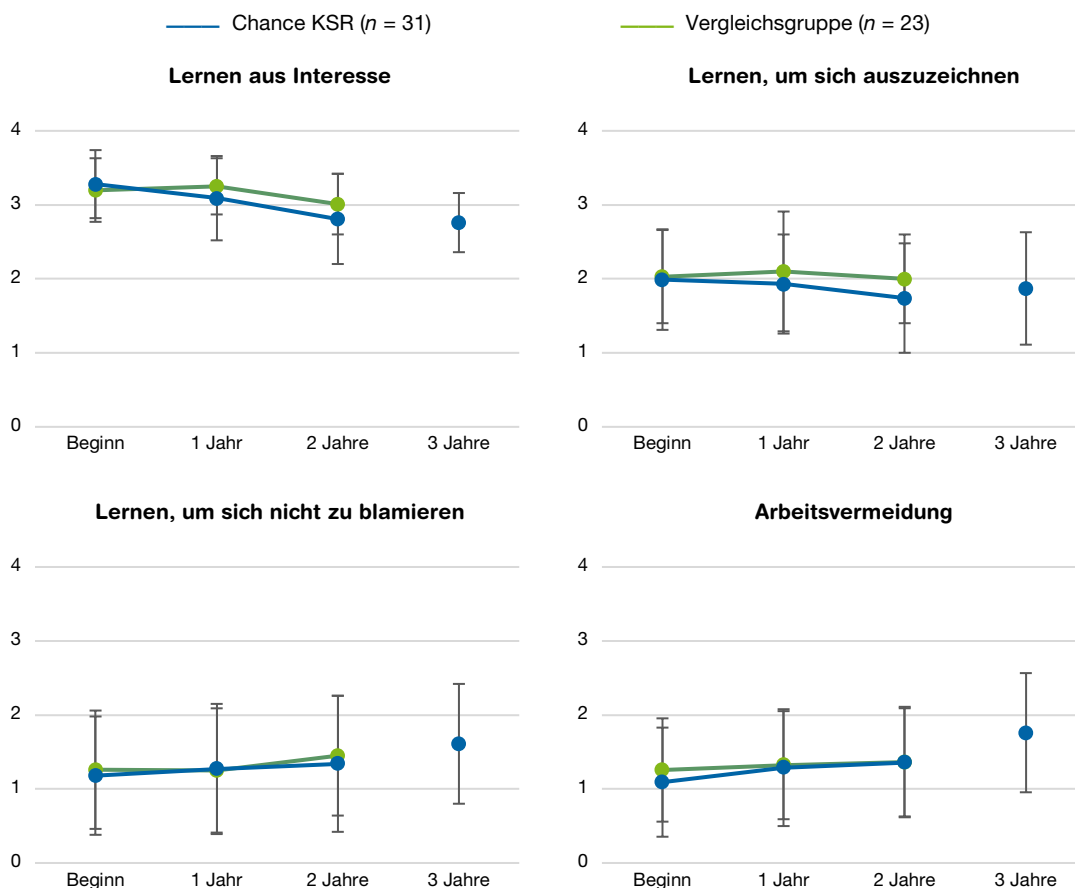 Chance KSR (n = 31)
Vergleichsgruppe (n = 23)
Lernen aus Interesse
4
3
2
1
0
Beginn 1 Jahr 2 Jahre 3 Jahre
Lernen, um sich auszuzeichnen
4
3
2
1
0
Beginn 1 Jahr 2 Jahre 3 Jahre
Lernen, um sich nicht zu blamieren
4
3
2
1
0
Beginn 1 Jahr 2 Jahre 3 Jahre
Arbeitsvermeidung
4
3
2
1
0
Beginn 1 Jahr 2 Jahre 3 Jahre